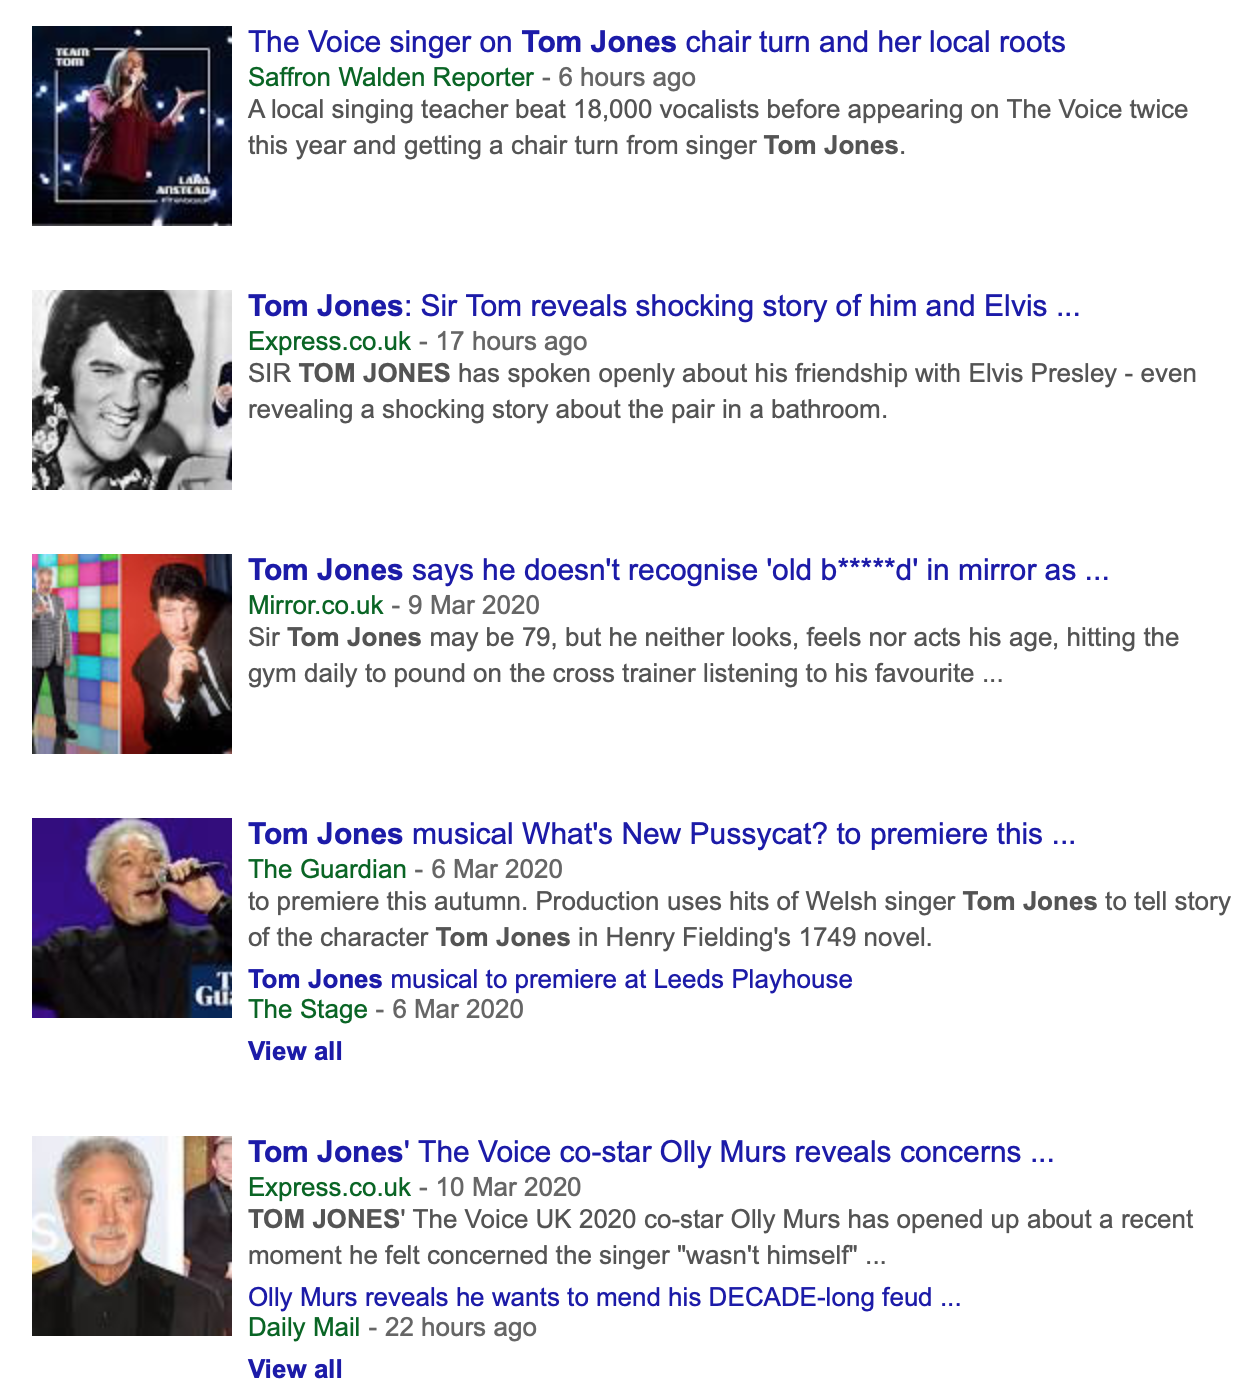 TEAM
TOM
LARA
ANSTEAD
The Voice singer on Tom Jones chair turn and her local roots
Saffron Walden Reporter - 6 hours ago
A local singing teacher beat 18,000 vocalists before appearing on The Voice twice
this year and getting a chair turn from singer Tom Jones.
Tom Jones: Sir Tom reveals shocking story of him and Elvis ...
Express.co.uk - 17 hours ago
SIR TOM JONES has spoken openly about his friendship with Elvis Presley - even
revealing a shocking story about the pair in a bathroom.
Tom Jones says he doesn't recognise 'old b*****d' in mirror as ...
Mirror.co.uk - 9 Mar 2020
Sir Tom Jones may be 79, but he neither looks, feels nor acts his age, hitting the
gym daily to pound on the cross trainer listening to his favourite ...
Tom Jones musical What's New Pussycat? to premiere this ...
The Guardian - 6 Mar 2020
to premiere this autumn. Production uses hits of Welsh singer Tom Jones to tell story
of the character Tom Jones in Henry Fielding's 1749 novel.
Tom Jones musical to premiere at Leeds Playhouse
The Stage - 6 Mar 2020
View all
T
Gua
Tom Jones' The Voice co-star Olly Murs reveals concerns ...
Express.co.uk - 10 Mar 2020
TOM JONES' The Voice UK 2020 co-star Olly Murs has opened up about a recent
moment he felt concerned the singer "wasn't himself" ...
Olly Murs reveals he wants to mend his DECADE-long feud ...
Daily Mail - 22 hours ago
View all
S